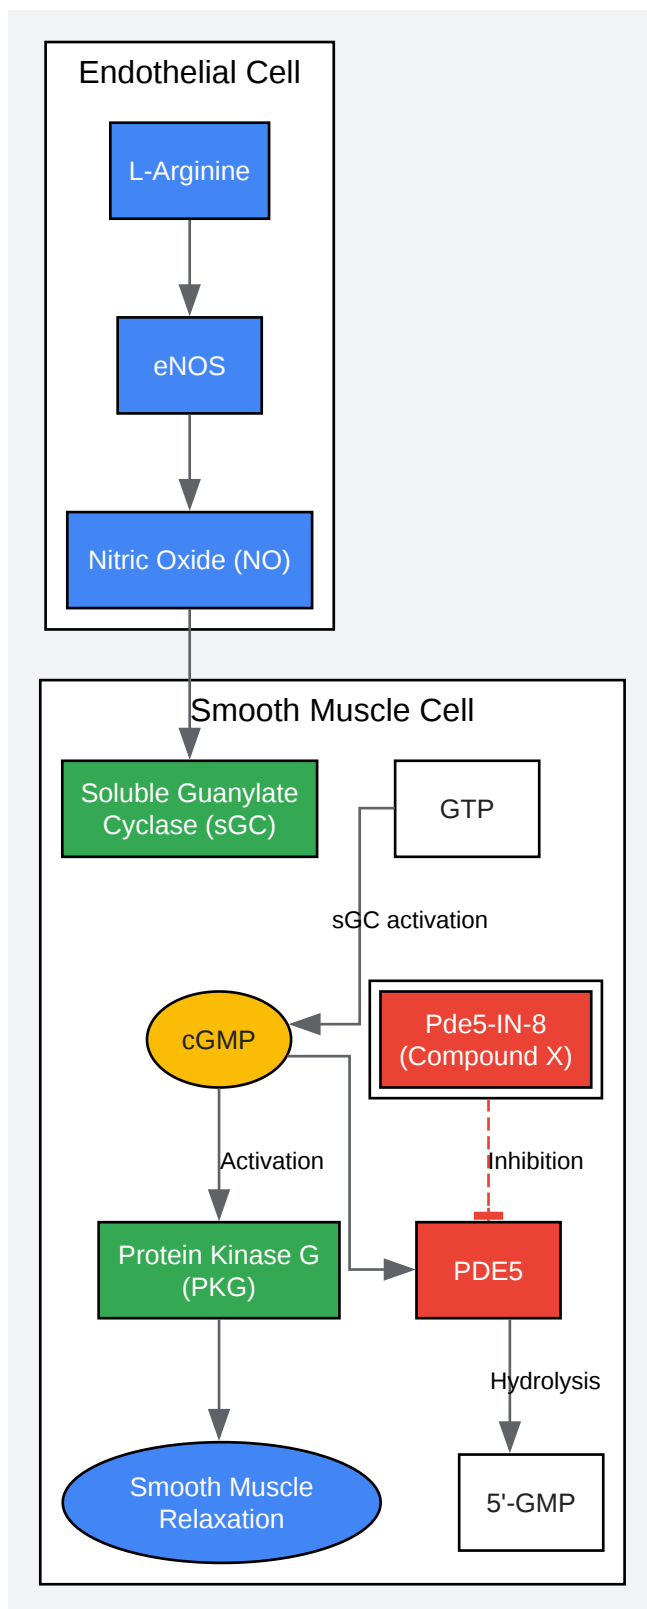 Endothelial Cell
L-Arginine
eNOS
Nitric Oxide (NO)
Smooth Muscle Cell
Soluble Guanylate
Cyclase (sGC)
GTP
sGC activation
cGMP
Pde5-IN-8
(Compound X)
Activation
Inhibition
Protein Kinase G
(PKG)
PDE5
Hydrolysis
Smooth Muscle
Relaxation
5'-GMP